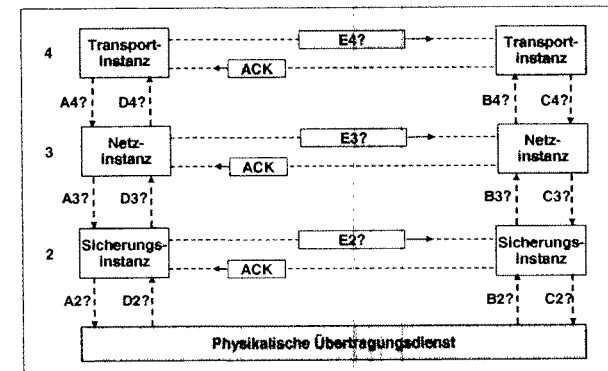 4
Transport-
instanz
E4?
Transport-
instanz
ACK
A4?
D4?
B4?
C4?
3
Netz-
instanz
E3?
Netz-
instanz
ACK
A3?
D3?
B3?
C3?
2
Sicherungs-
instanz
E2?
Sicherungs-
instanz
ACK
A2?
D2?
B2?
C2?
Physikalische Übertragungsdienst